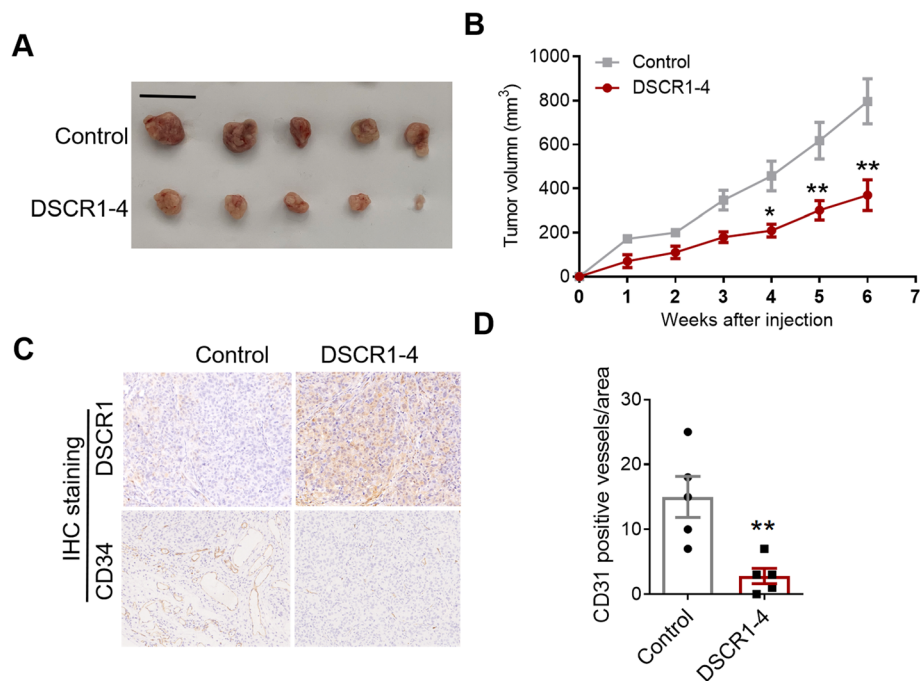 A
Control
DSCR1-4
B
Tumor volumn (mm3)
1000
800
600
400
200
0
Control
DSCR1-4
*
**
**
0 1 2 3 4 5 6 7
Weeks after injection
C
Control DSCR1-4
IHC staining
DSCR1
CD34
D
CD31 positive vessels/area
30
20
10
0
**
Control
DSCR1-4